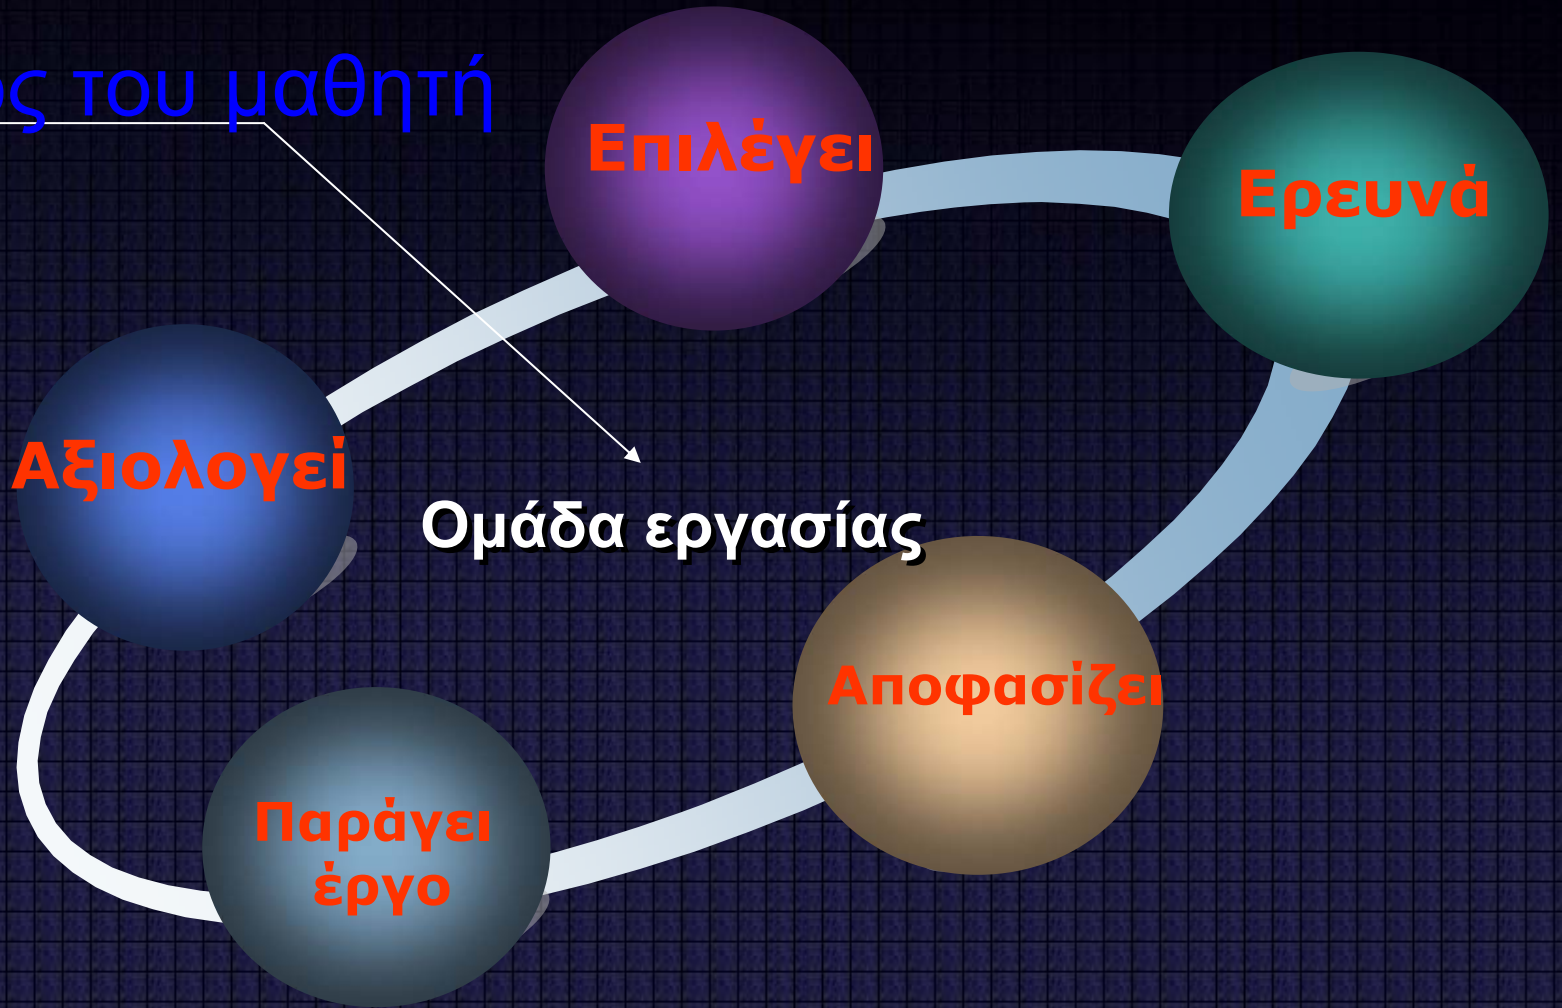 του μαθητή
Επιλέγει
Ερευνά
Αξιολογεί
Ομάδα εργασίας
Αποφασίζει
Παράγει
έργο